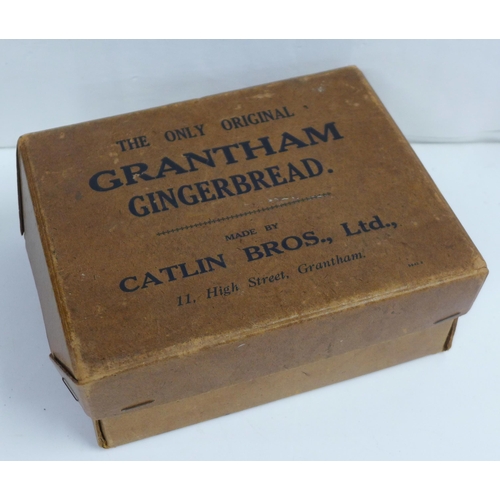 THE ONLY ORIGINAL
GRANTHAM
GINGERBREAD.
MADE BY
CATLIN BROS., Ltd.,
11, High Street, Grantham.